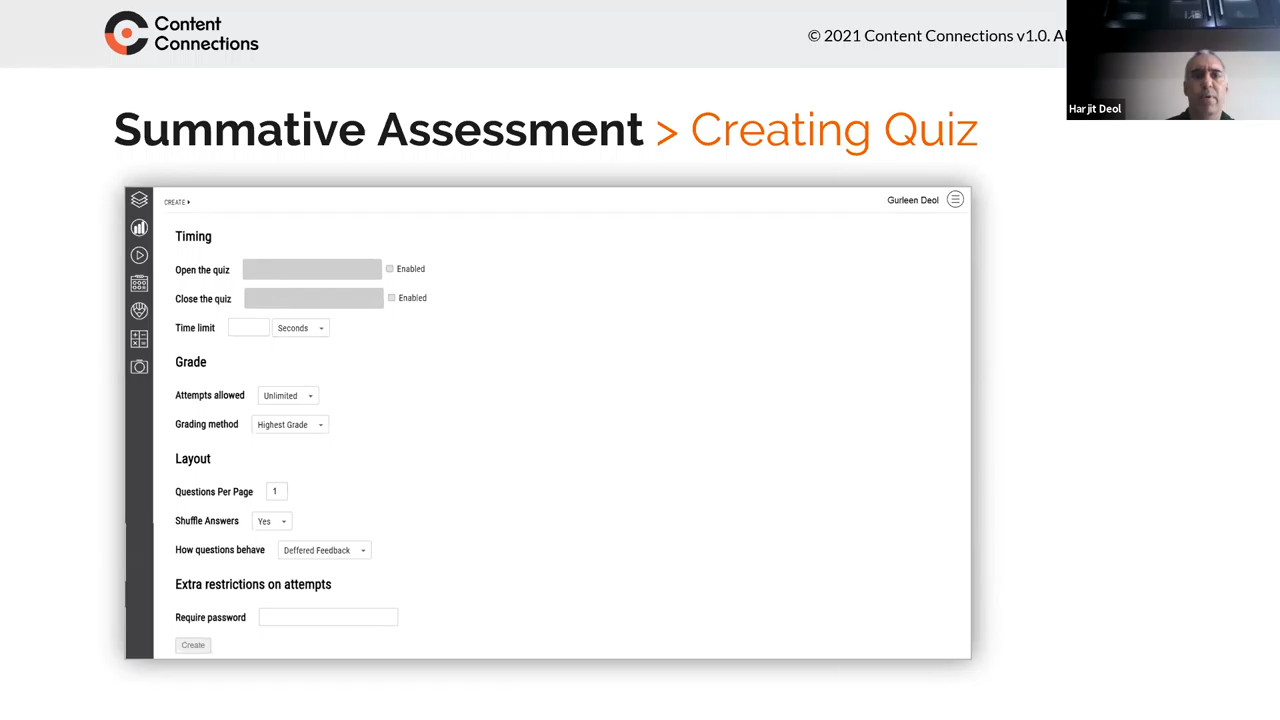 Content
Connections
© 2021 Content Connections v1.0. Al
Harjit Deol
Summative Assessment > Creating Quiz
CREATE
Gurleen Deol
Timing
Open the quiz Enabled
Close the quiz Enabled
Time limit Seconds
Grade
Attempts allowed Unlimited
Grading method Highest Grade
Layout
Questions Per Page 1
Shuffle Answers Yes
How questions behave Deffered Feedback
Extra restrictions on attempts
Require password
Create